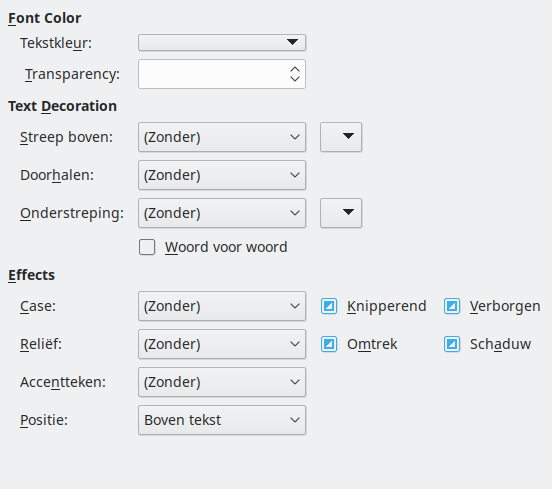 Font Color
Tekstkleur:
Transparency:
Text Decoration
Streep boven: (Zonder)
Doorhalen: (Zonder)
Onderstreping: (Zonder)
Woord voor woord
Effects
Case: (Zonder) Knipperend Verborgen
Reliëf: (Zonder) Omtrek Schaduw
Accentteken: (Zonder)
Positie: Boven tekst